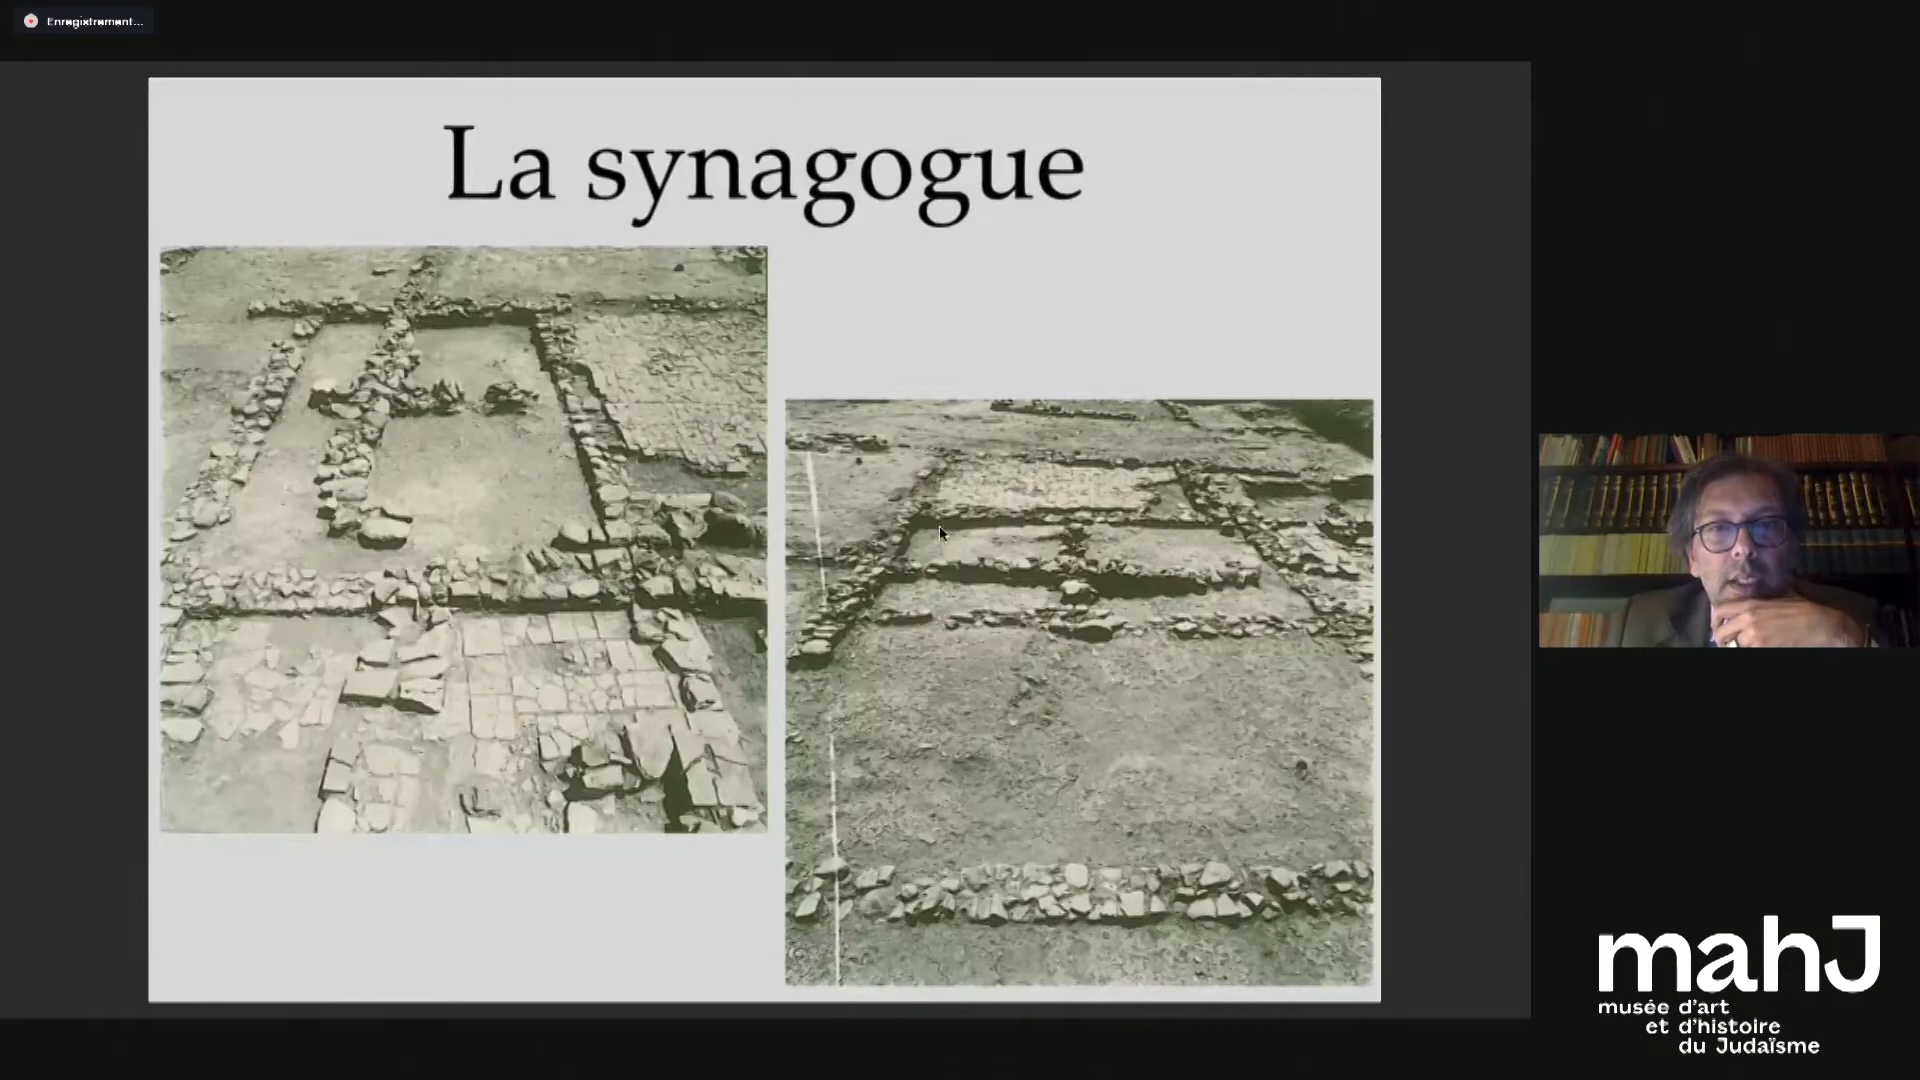 Enregistrement...
La synagogue
mahJ
musée d'art
et d'histoire
du Judaïsme